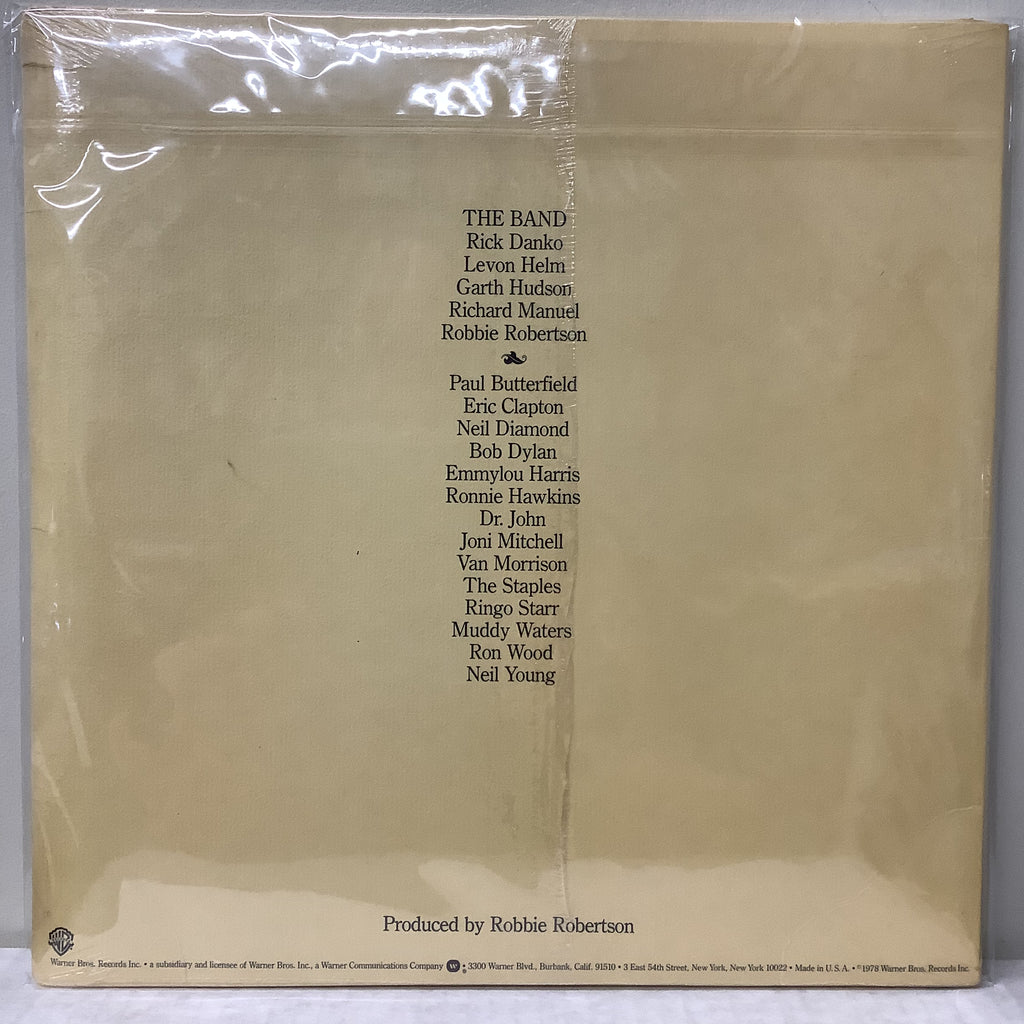 THE BAND
Rick Danko
Levon Helm
Garth Hudson
Richard Manuel
Robbie Robertson
Paul Butterfield
Eric Clapton
Neil Diamond
Bob Dylan
Emmylou Harris
Ronnie Hawkins
Dr. John
Joni Mitchell
Van Morrison
The Staples
Ringo Starr
Muddy Waters
Ron Wood
Neil Young
Produced by Robbie Robertson
WB
Warner Bros. Records Inc. • a subsidiary and licensee of Warner Bros. Inc., a Warner Communications Company W ® • 3300 Warner Blvd., Burbank, Calif. 91510 • 3 East 54th Street, New York, New York 10022 • Made in U.S.A. • ℗1978 Warner Bros. Records Inc.